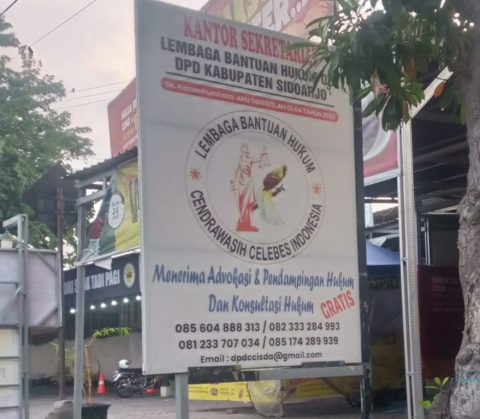 KANTOR SEKRETARIAT
LEMBAGA BANTUAN HUKUM
DPD KABUPATEN SIDOARJO
LEMBAGA BANTUAN HUKUM
CENDRAWASIH CELEBES INDONESIA
Menerima Advokasi & Pendampingan Hukum
Dan Konsultasi Hukum GRATIS
085 604 888 313 / 082 333 284 993
081 233 707 034 / 085 174 289 939
Email : dpdccisda@gmail.com
TADI PAGI